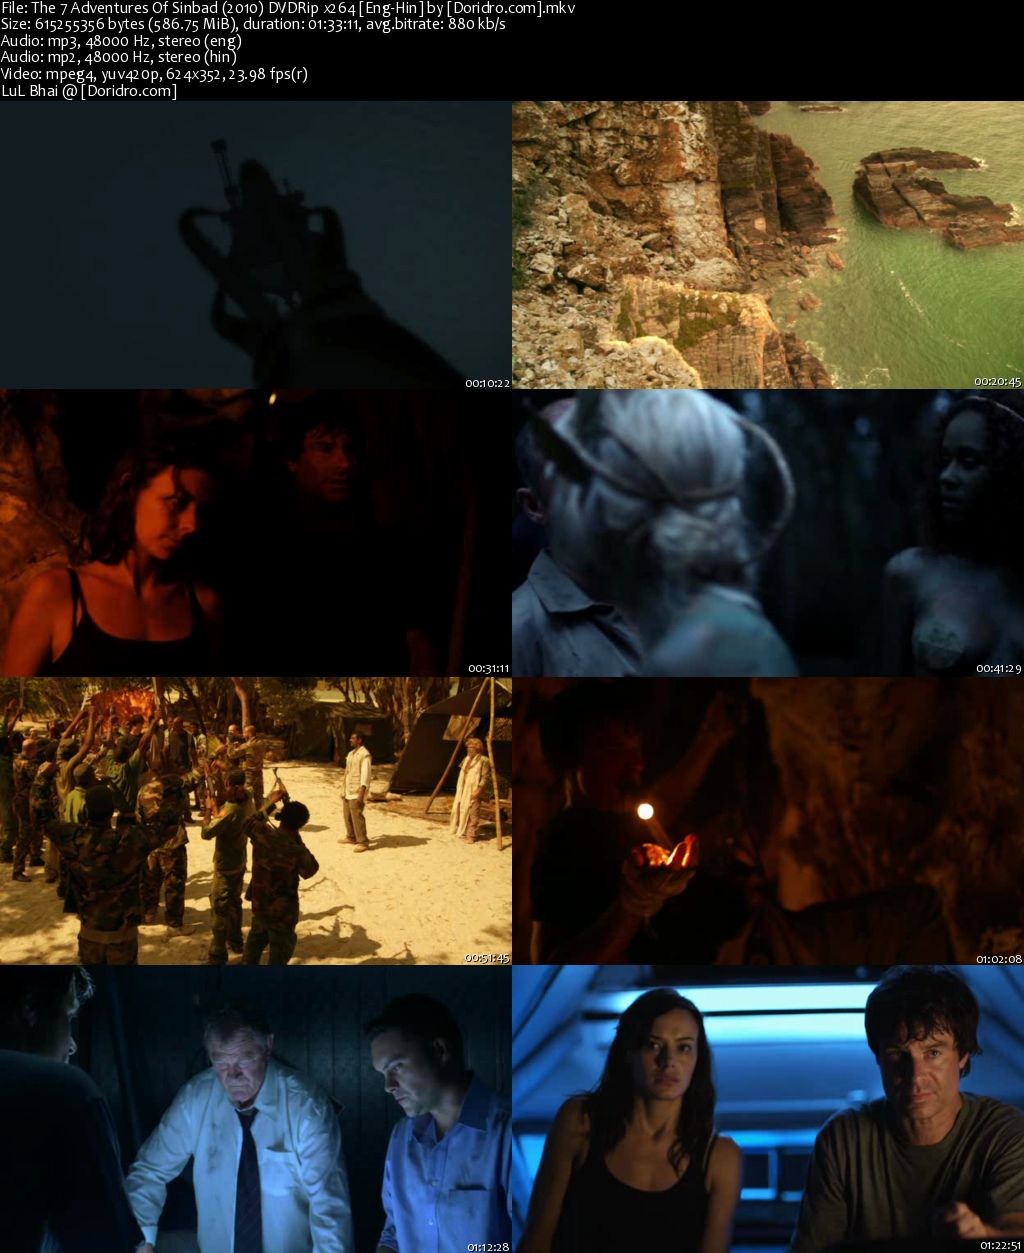 File: The 7 Adventures Of Sinbad (2010) DVDRip x264 [Eng-Hin] by [Doridro.com].mkv
Size: 615255356 bytes (586.75 MiB), duration: 01:33:11, avg.bitrate: 880 kb/s
Audio: mp3, 48000 Hz, stereo (eng)
Audio: mp2, 48000 Hz, stereo (hin)
Video: mpeg4, yuv420p, 624x352, 23.98 fps(r)
LuL Bhai @ [Doridro.com]
00:10:22
00:20:45
00:31:11
00:41:29
00:51:45
01:02:08
01:12:28
01:22:51